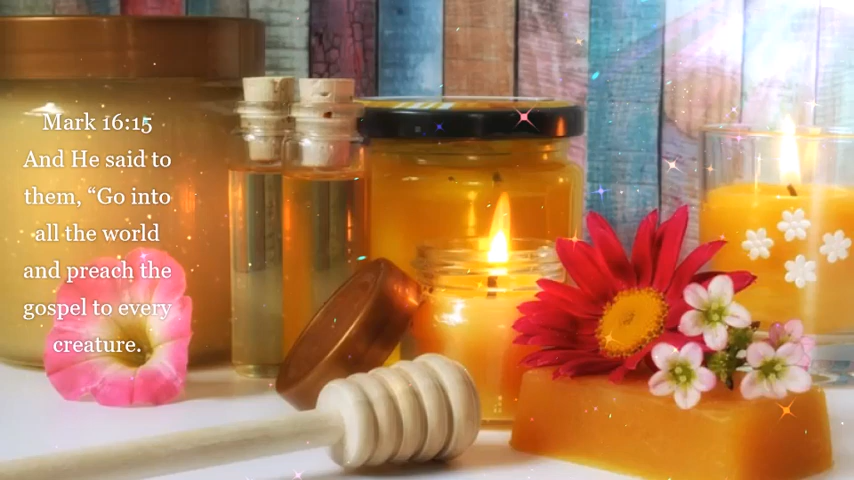 Mark 16:15
And He said to
them, “Go into
all the world
and preach the
gospel to every
creature.